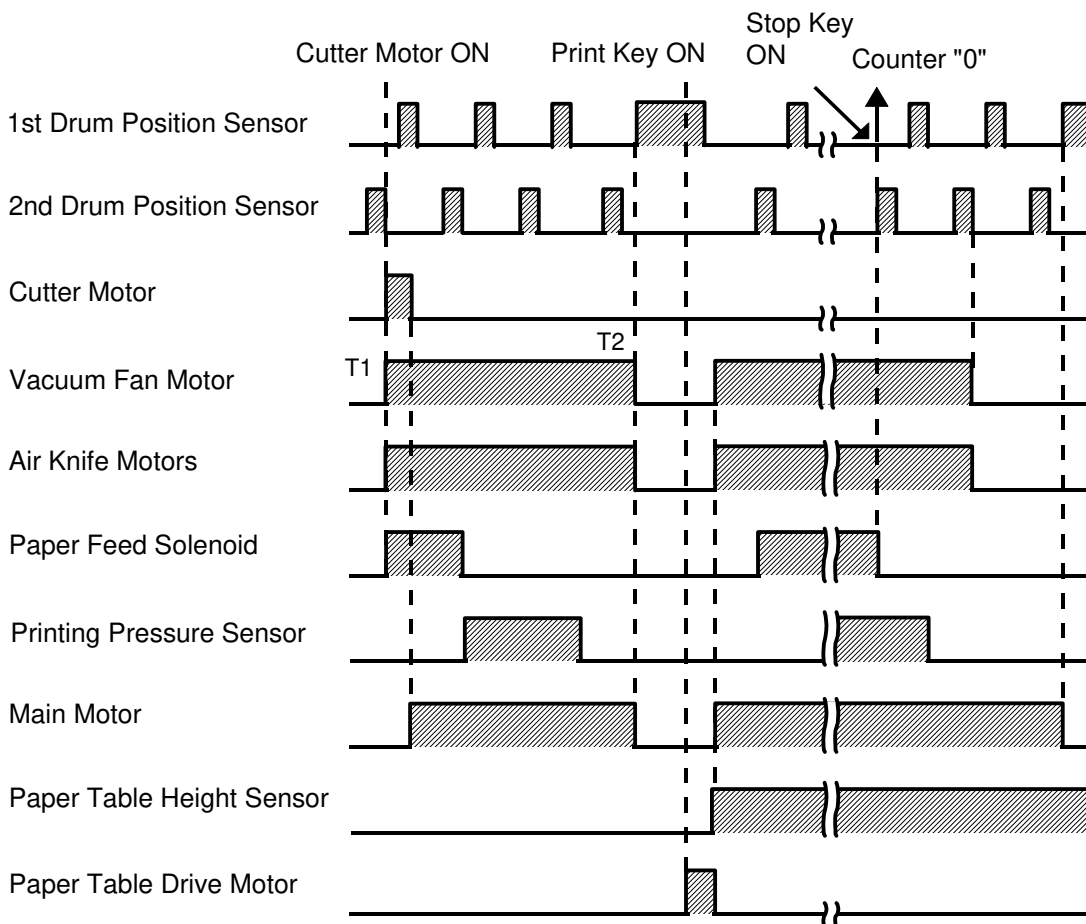 Stop Key
ON
Cutter Motor ON
Print Key ON
Counter "0"
1st Drum Position Sensor
2nd Drum Position Sensor
Cutter Motor
T1
T2
Vacuum Fan Motor
Air Knife Motors
Paper Feed Solenoid
Printing Pressure Sensor
Main Motor
Paper Table Height Sensor
Paper Table Drive Motor